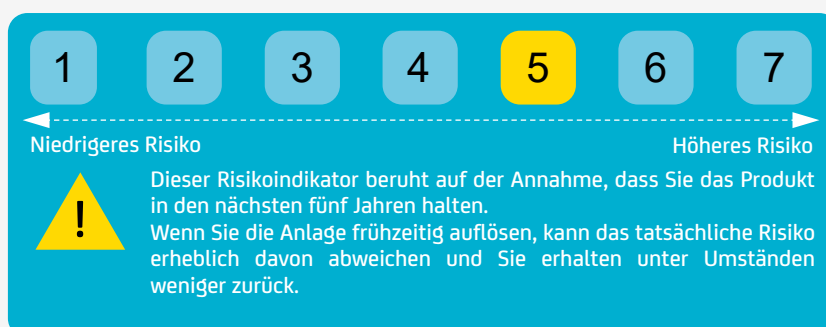 1 2 3 4 5 6 7
Niedrigeres Risiko Höheres Risiko
Dieser Risikoindikator beruht auf der Annahme, dass Sie das Produkt
in den nächsten fünf Jahren halten.
!
Wenn Sie die Anlage frühzeitig auflösen, kann das tatsächliche Risiko
erheblich davon abweichen und Sie erhalten unter Umständen
weniger zurück.